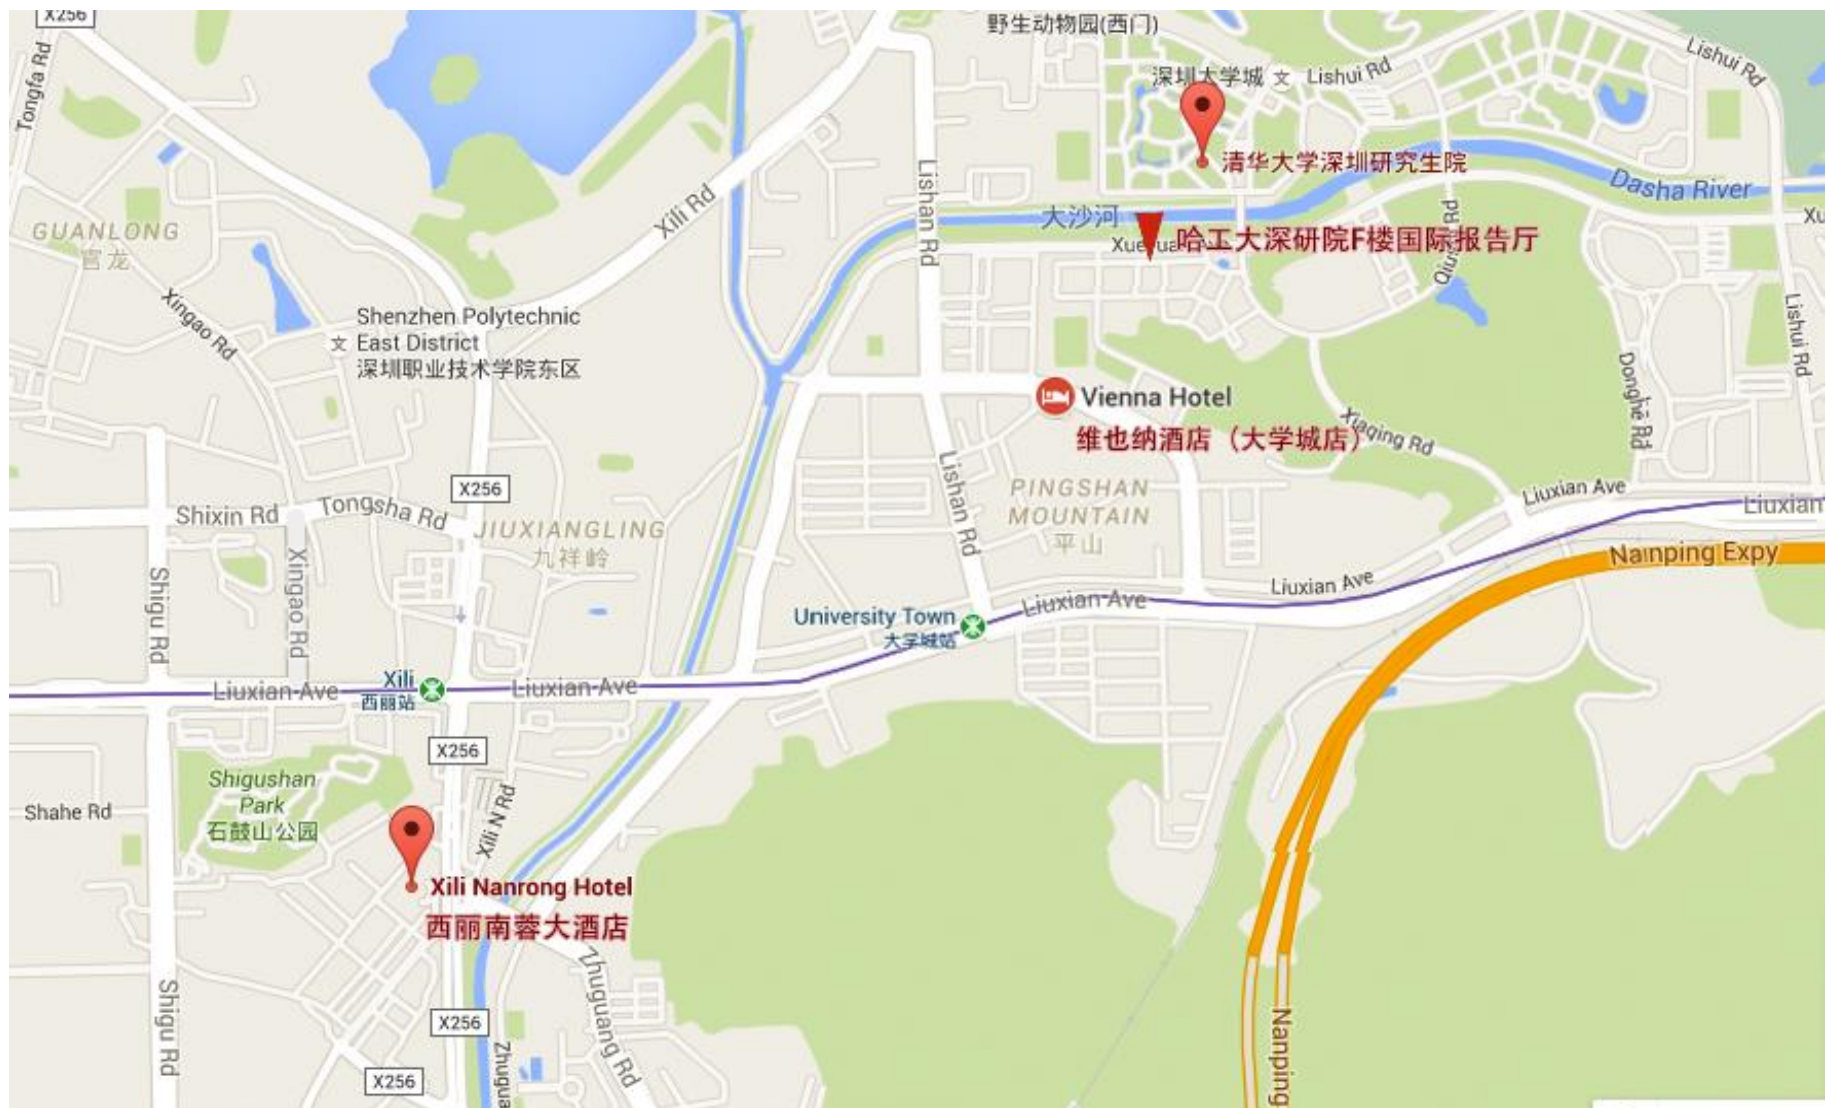 X256
野生动物园(西门)
Lishui Rd
Tongfa Rd
深圳大学城 文 Lishui Rd
清华大学深圳研究生院
Dasha River
Lishan Rd
Xili Rd
大沙河
Xu
哈工大深研院F楼国际报告厅
GUANLONG
官龙
Xingao Rd
Shenzhen Polytechnic
文 East District
深圳职业技术学院东区
Lishui Rd
Donghe Rd
Vienna Hotel
维也纳酒店（大学城店）
Xiaqing Rd
Lishan Rd
X256
PINGSHAN
MOUNTAIN
平山
Liuxian Ave
Liuxian
Shixin Rd
Tongsha Rd
JIUXIANGLING
九祥岭
Nanping Expy
Xingao Rd
Shigu Rd
Liuxian Ave
Liuxian Ave
University Town
大学城站
Xili
西丽站
Liuxian Ave
Liuxian Ave
X256
Shigushan
Park
石鼓山公园
Shahe Rd
Xili N Rd
Xili Nanrong Hotel
西丽南蓉大酒店
Zhuguang Rd
Shigu Rd
X256
Nanping
Zhugua
X256